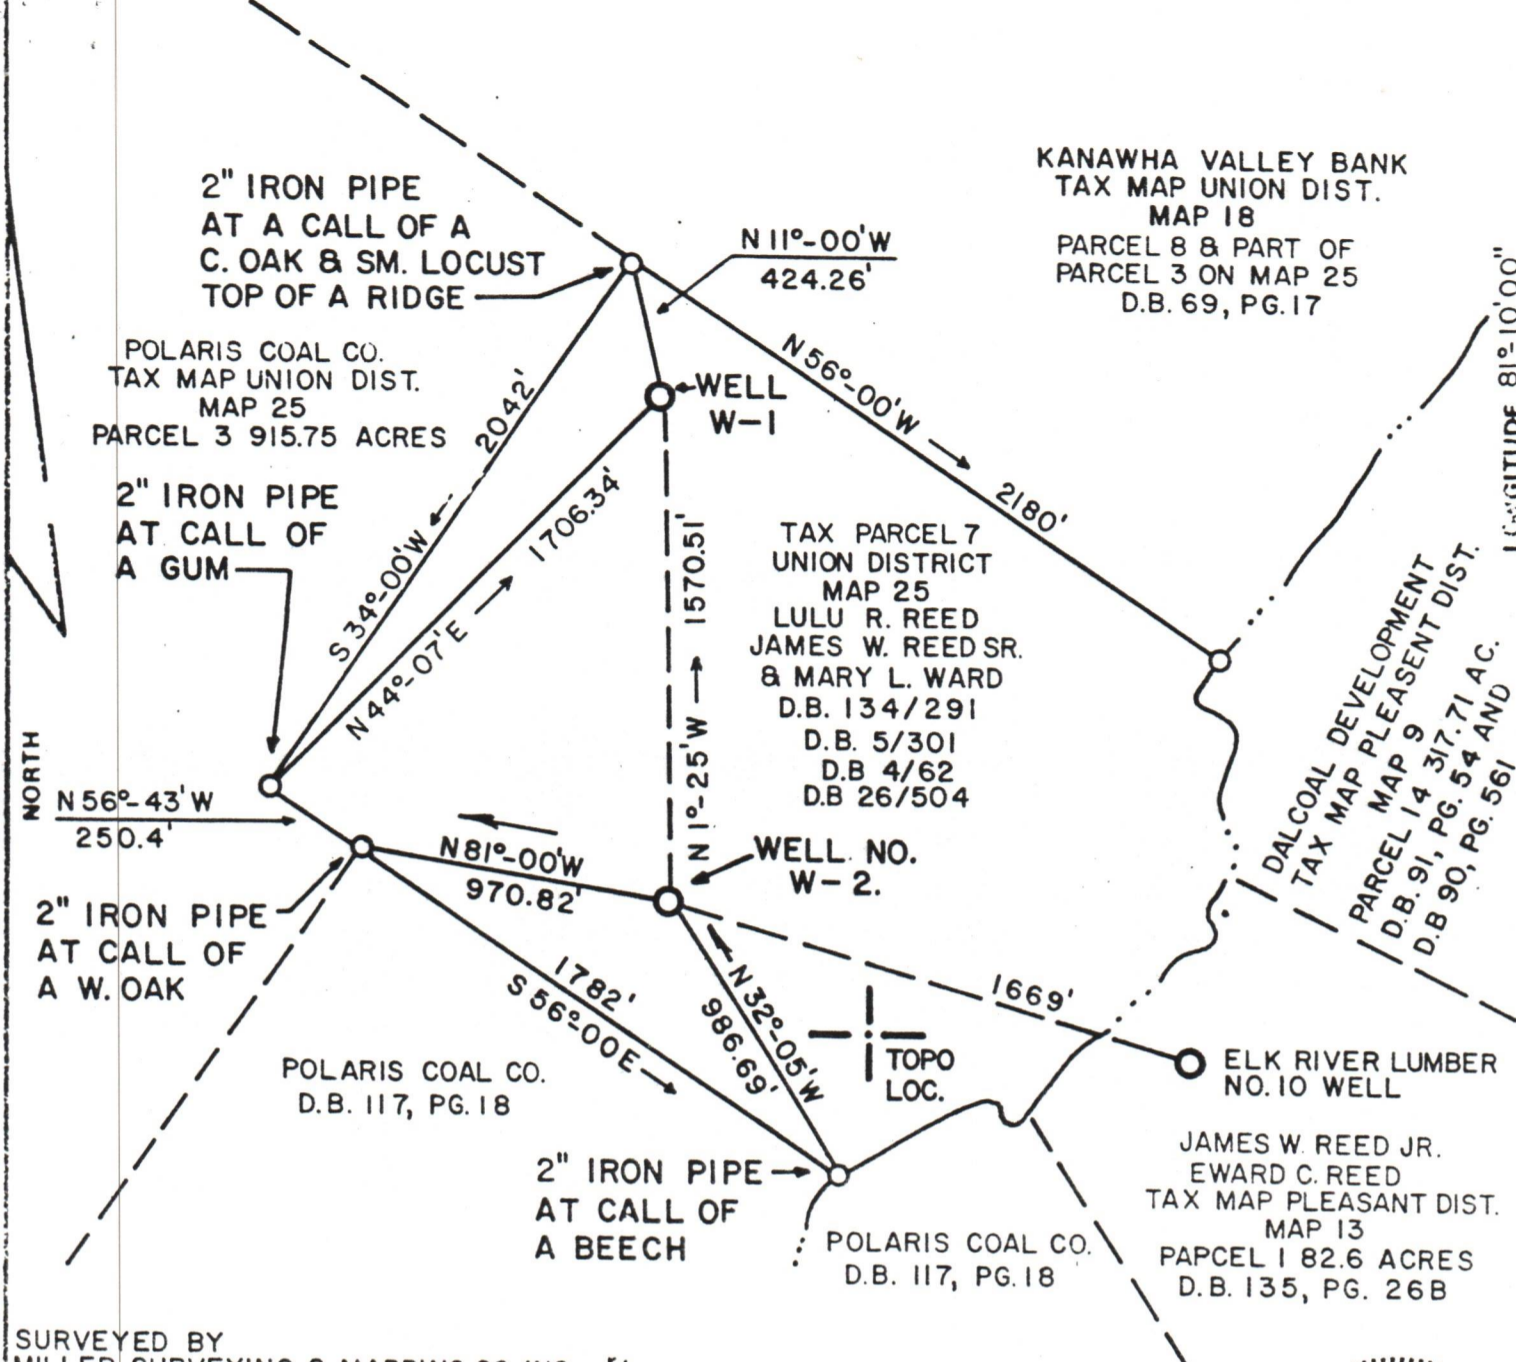 2" IRON PIPE
AT A CALL OF A
C. OAK & SM. LOCUST
TOP OF A RIDGE
N 11°-00'W
424.26'
KANAWHA VALLEY BANK
TAX MAP UNION DIST.
MAP 18
PARCEL 8 & PART OF
PARCEL 3 ON MAP 25
D.B. 69, PG. 17
LONGITUDE 81°-10'00"
POLARIS COAL CO.
TAX MAP UNION DIST.
MAP 25
PARCEL 3 915.75 ACRES
2042'
S 34°-00'W
WELL
W-1
N 56°-00'W
2180'
2" IRON PIPE
AT CALL OF
A GUM
1706.34'
N 44°-07'E
1570.51'
N 1°-25'W
TAX PARCEL 7
UNION DISTRICT
MAP 25
LULU R. REED
JAMES W. REED SR.
& MARY L. WARD
D.B. 134/291
D.B. 5/301
D.B 4/62
D.B 26/504
DALCOAL DEVELOPMENT
TAX MAP PLEASENT DIST.
MAP 9
PARCEL 14 317.71 AC.
D.B. 91, PG. 54 AND
D.B 90, PG. 561
NORTH
N 56°-43'W
250.4'
N 81°-00'W
970.82'
WELL NO.
W-2.
2" IRON PIPE
AT CALL OF
A W. OAK
1782'
S 56°-00E
N 32°-05'W
986.69'
1669'
TOPO
LOC.
ELK RIVER LUMBER
NO. 10 WELL
POLARIS COAL CO.
D.B. 117, PG. 18
2" IRON PIPE
AT CALL OF
A BEECH
POLARIS COAL CO.
D.B. 117, PG. 18
JAMES W. REED JR.
EWARD C. REED
TAX MAP PLEASANT DIST.
MAP 13
PAPCEL 1 82.6 ACRES
D.B. 135, PG. 26B
SURVEYED BY
MILLER SURVEYING & MAPPING CO. INC.